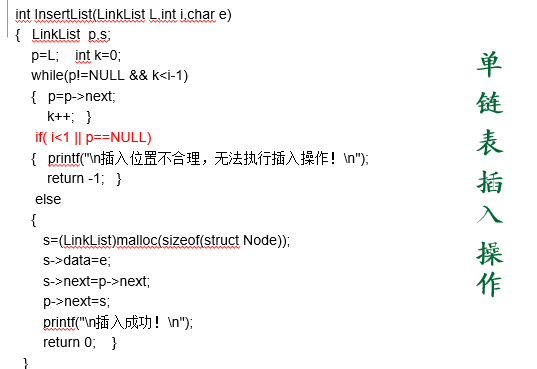 int InsertList(LinkList L,int i,char e)
{   LinkList  p,s;
p=L;    int k=0;
while(p!=NULL && k<i-1)
{   p=p->next;
k++;   }
if( i<1 || p==NULL)
{   printf("\n插入位置不合理，无法执行插入操作！\n");
return -1;   }
else
{
s=(LinkList)malloc(sizeof(struct Node));
s->data=e;
s->next=p->next;
p->next=s;
printf("\n插入成功！\n");
return 0;    }
}
单链表插入操作